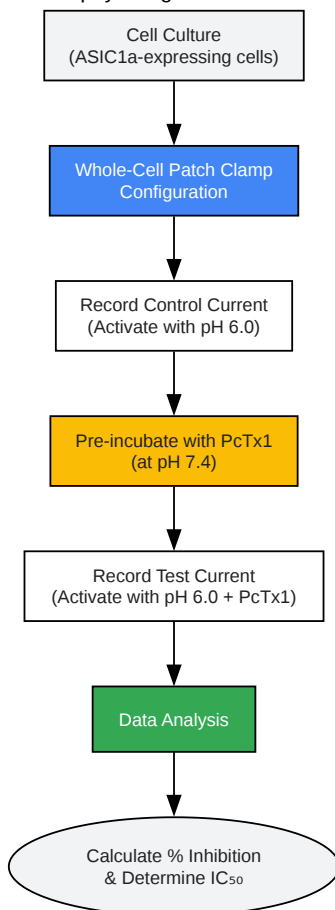 Cell Culture
(ASIC1a-expressing cells)
Whole-Cell Patch Clamp
Configuration
Record Control Current
(Activate with pH 6.0)
Pre-incubate with PcTx1
(at pH 7.4)
Record Test Current
(Activate with pH 6.0 + PcTx1)
Data Analysis
Calculate % Inhibition
& Determine IC₅₀